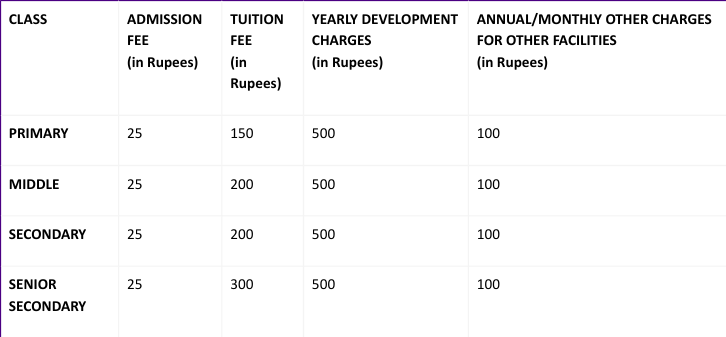 CLASS ADMISSION TUITION YEARLY DEVELOPMENT ANNUAL/MONTHLY OTHER CHARGES
FEE FEE CHARGES FOR OTHER FACILITIES
(in Rupees) (in (in Rupees) (in Rupees)
Rupees)
PRIMARY 25 150 500 100
MIDDLE 25 200 500 100
SECONDARY 25 200 500 100
SENIOR 25 300 500 100
SECONDARY